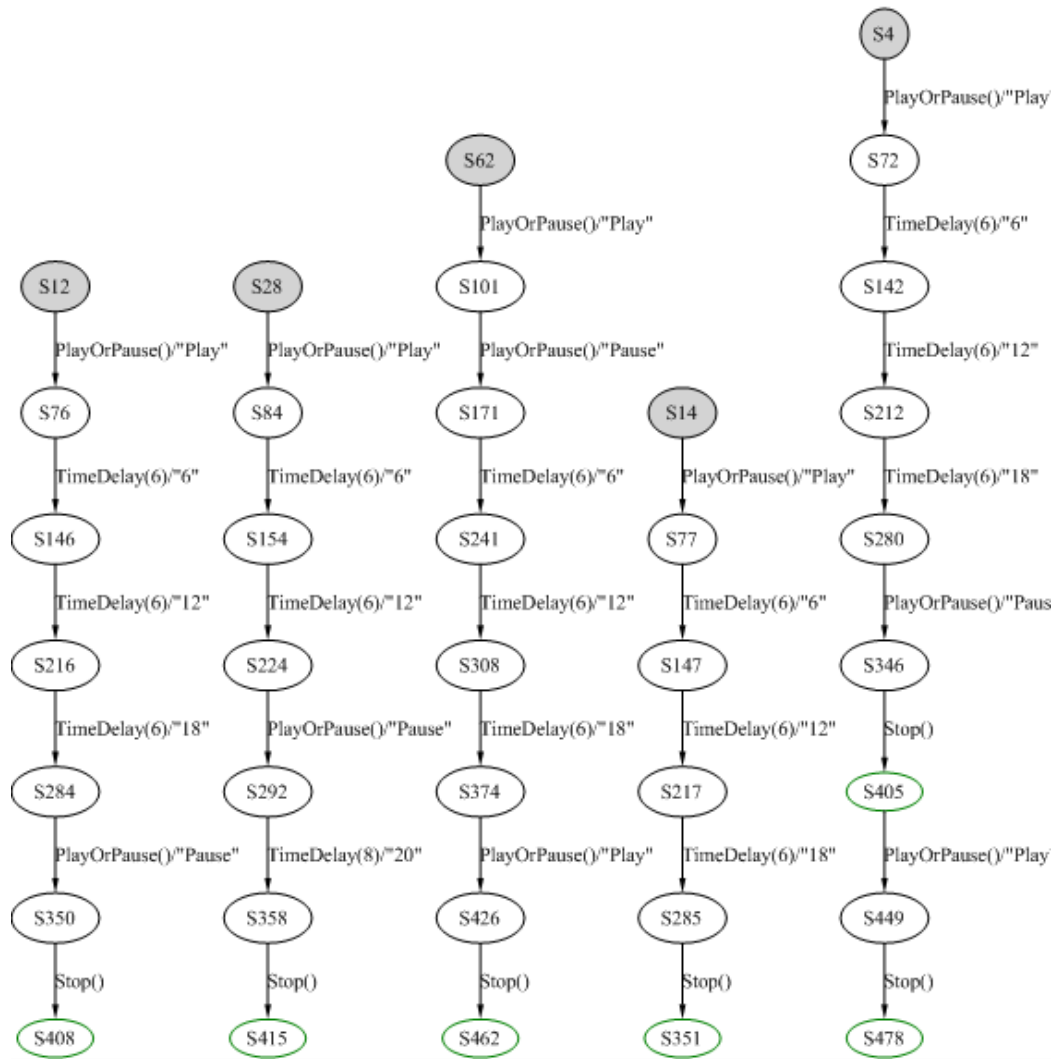 S4
PlayOrPause()/"Play
S62
S72
PlayOrPause()/"Play"
TimeDelay(6)/"6"
S12
S28
S101
S142
PlayOrPause()/"Play"
PlayOrPause()/"Play"
PlayOrPause()/"Pause"
TimeDelay(6)/"12"
S76
S84
S171
S14
S212
TimeDelay(6)/"6"
TimeDelay(6)/"6"
TimeDelay(6)/"6"
PlayOrPause()/"Play"
TimeDelay(6)/"18"
S146
S154
S241
S77
S280
TimeDelay(6)/"12"
TimeDelay(6)/"12"
TimeDelay(6)/"12"
TimeDelay(6)/"6"
PlayOrPause()/"Paus
S216
S224
S308
S147
S346
TimeDelay(6)/"18"
PlayOrPause()/"Pause"
TimeDelay(6)/"18"
TimeDelay(6)/"12"
Stop()
S284
S292
S374
S217
S405
PlayOrPause()/"Pause"
TimeDelay(8)/"20"
PlayOrPause()/"Play"
TimeDelay(6)/"18"
PlayOrPause()/"Play
S350
S358
S426
S285
S449
Stop()
Stop()
Stop()
Stop()
Stop()
S408
S415
S462
S351
S478